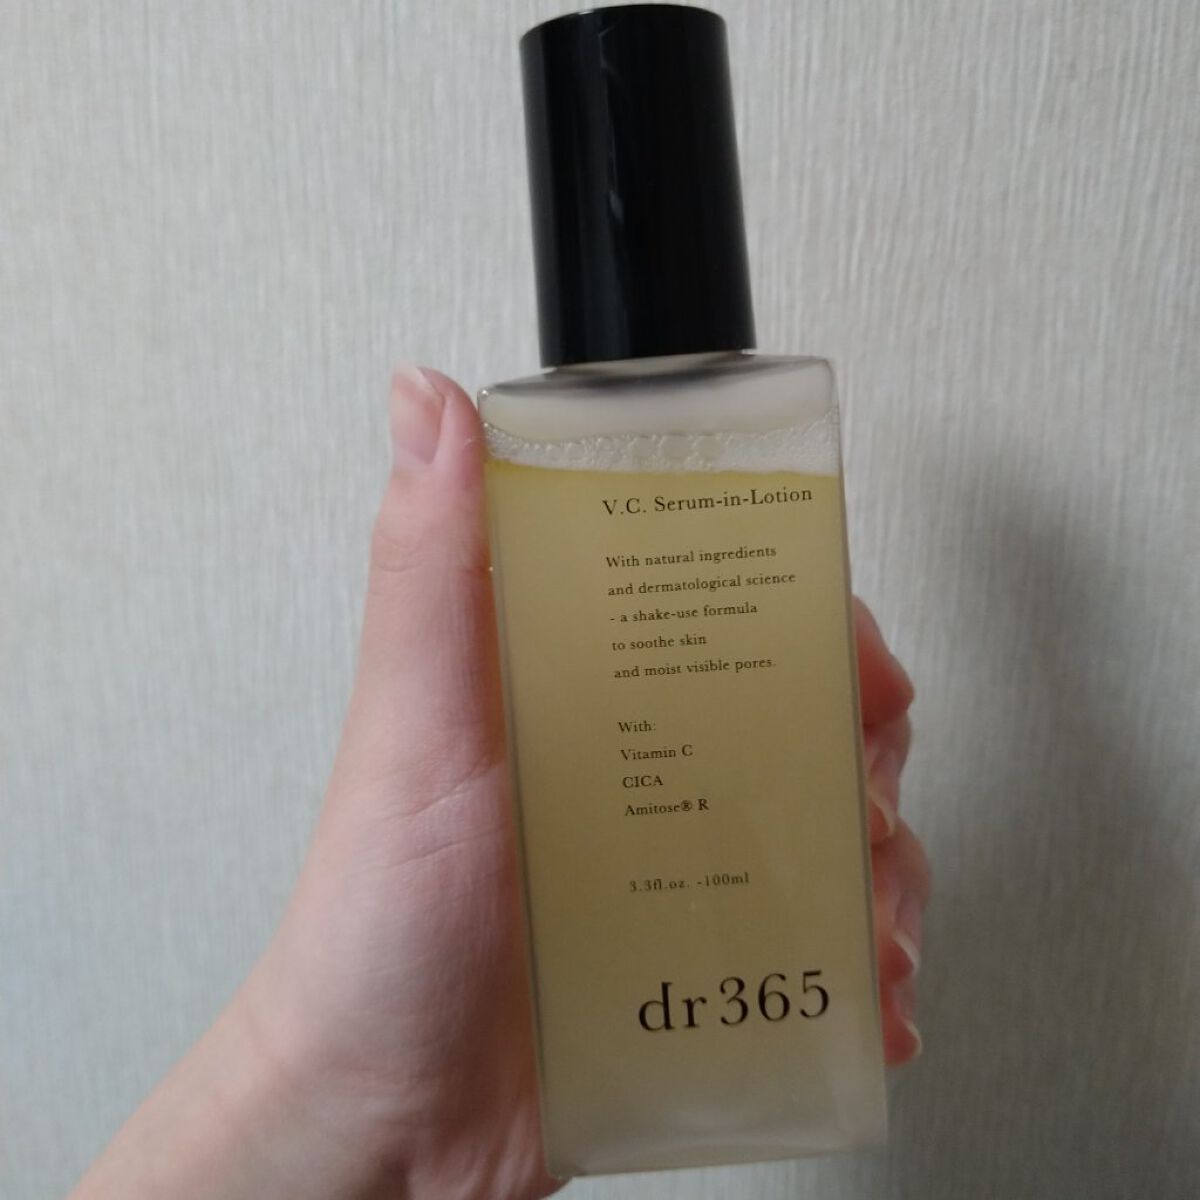 V.C. Serum-in-Lotion
With natural ingredients
and dermatological science
- a shake-use formula
to soothe skin
and moist visible pores.
With:
Vitamin C
CICA
Amitose® R
3.3fl.oz. -100ml
dr365